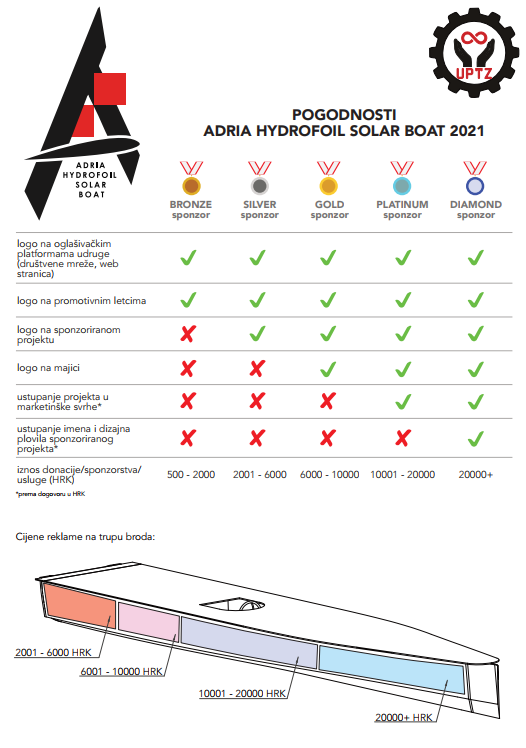 UPTZ
ADRIA
HYDROFOIL
SOLAR
BOAT
POGODNOSTI
ADRIA HYDROFOIL SOLAR BOAT 2021
BRONZE
sponzor
SILVER
sponzor
GOLD
sponzor
PLATINUM
sponzor
DIAMOND
sponzor
logo na oglašivačkim
platformama udruge
(društvene mreže, web
stranica)
logo na promotivnim letcima
logo na sponzoriranom
projektu
logo na majici
ustupanje projekta u
marketinške svrhe*
ustupanje imena i dizajna
plovila sponzoriranog
projekta*
iznos donacije/sponzorstva/
usluge (HRK)
500 - 2000
2001 - 6000
6000 - 10000
10001 - 20000
20000+
*prema dogovoru u HRK
Cijene reklame na trupu broda:
2001 - 6000 HRK
6001 - 10000 HRK
10001 - 20000 HRK
20000+ HRK